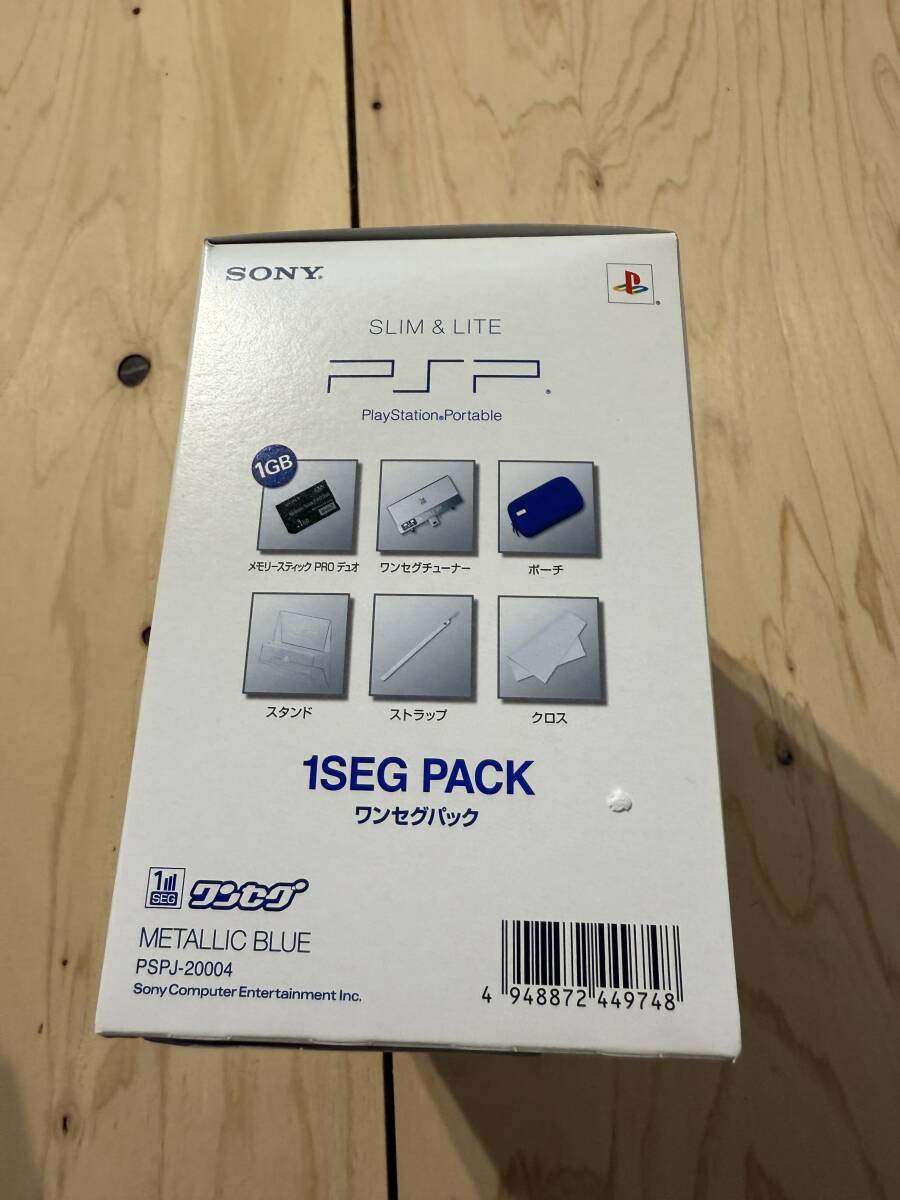 SONY®
SLIM & LITE
PSP®
PlayStation®Portable
1GB
SONY
メモリースティック PRO デュオ
ワンセグチューナー
ポーチ
スタンド
ストラップ
クロス
1SEG PACK
ワンセグパック
1
SEG
ワンセグ
METALLIC BLUE
PSPJ-20004
Sony Computer Entertainment Inc.
4 948872 449748